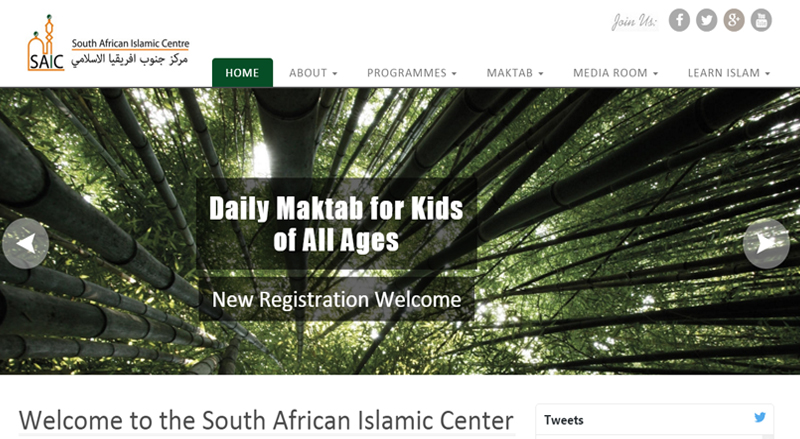 Join Us:
SAIC
South African Islamic Centre
مركز جنوب افريقيا الاسلامي
HOME
ABOUT
PROGRAMMES
MAKTAB
MEDIA ROOM
LEARN ISLAM
Daily Maktab for Kids
of All Ages
New Registration Welcome
Welcome to the South African Islamic Center
Tweets